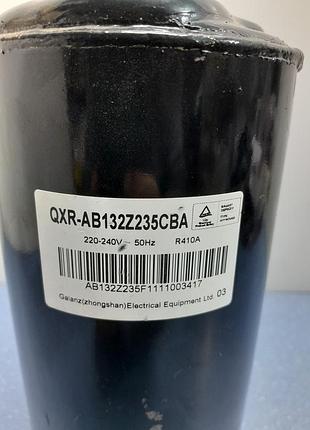 QXR-AB132Z235CBA
220-240V ~ 50Hz R410A
AB132Z235F1111003417
Galanz(zhongshan)Electrical Equipment Ltd. 03